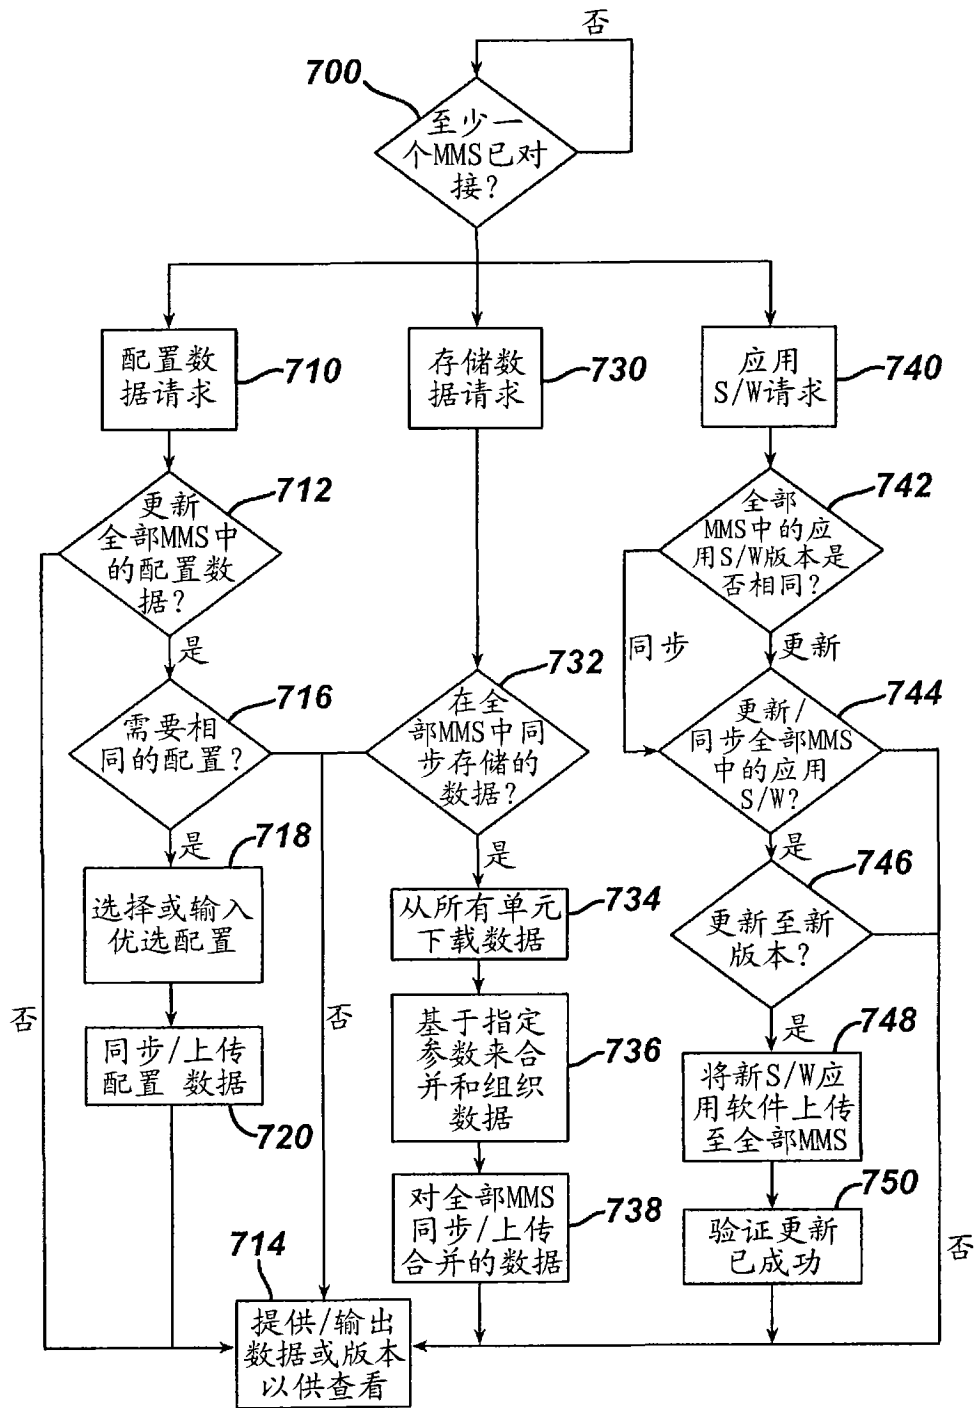 否
700
至少一
个MMS已对
接?
配置数
据请求
710
存储数
据请求
730
应用
S/W请求
740
更新
全部MMS中
的配置数
据?
712
全部
MMS中的应
用S/W版本是
否相同?
742
是
同步
更新
需要相
同的配置?
716
在全
部MMS中同
步存储的
数据?
732
更新/
同步全部MMS
中的应用
S/W?
744
是
718
是
是
746
选择或输入
优选配置
从所有单元
下载数据
734
更新至新
版本?
否
否
是
同步/上传
配置 数据
720
基于指定
参数来合
并和组织
数据
736
748
将新S/W应
用软件上传
至全部MMS
对全部MMS
同步/上传
合并的数据
738
750
验证更新
已成功
否
714
提供/输出
数据或版本
以供查看